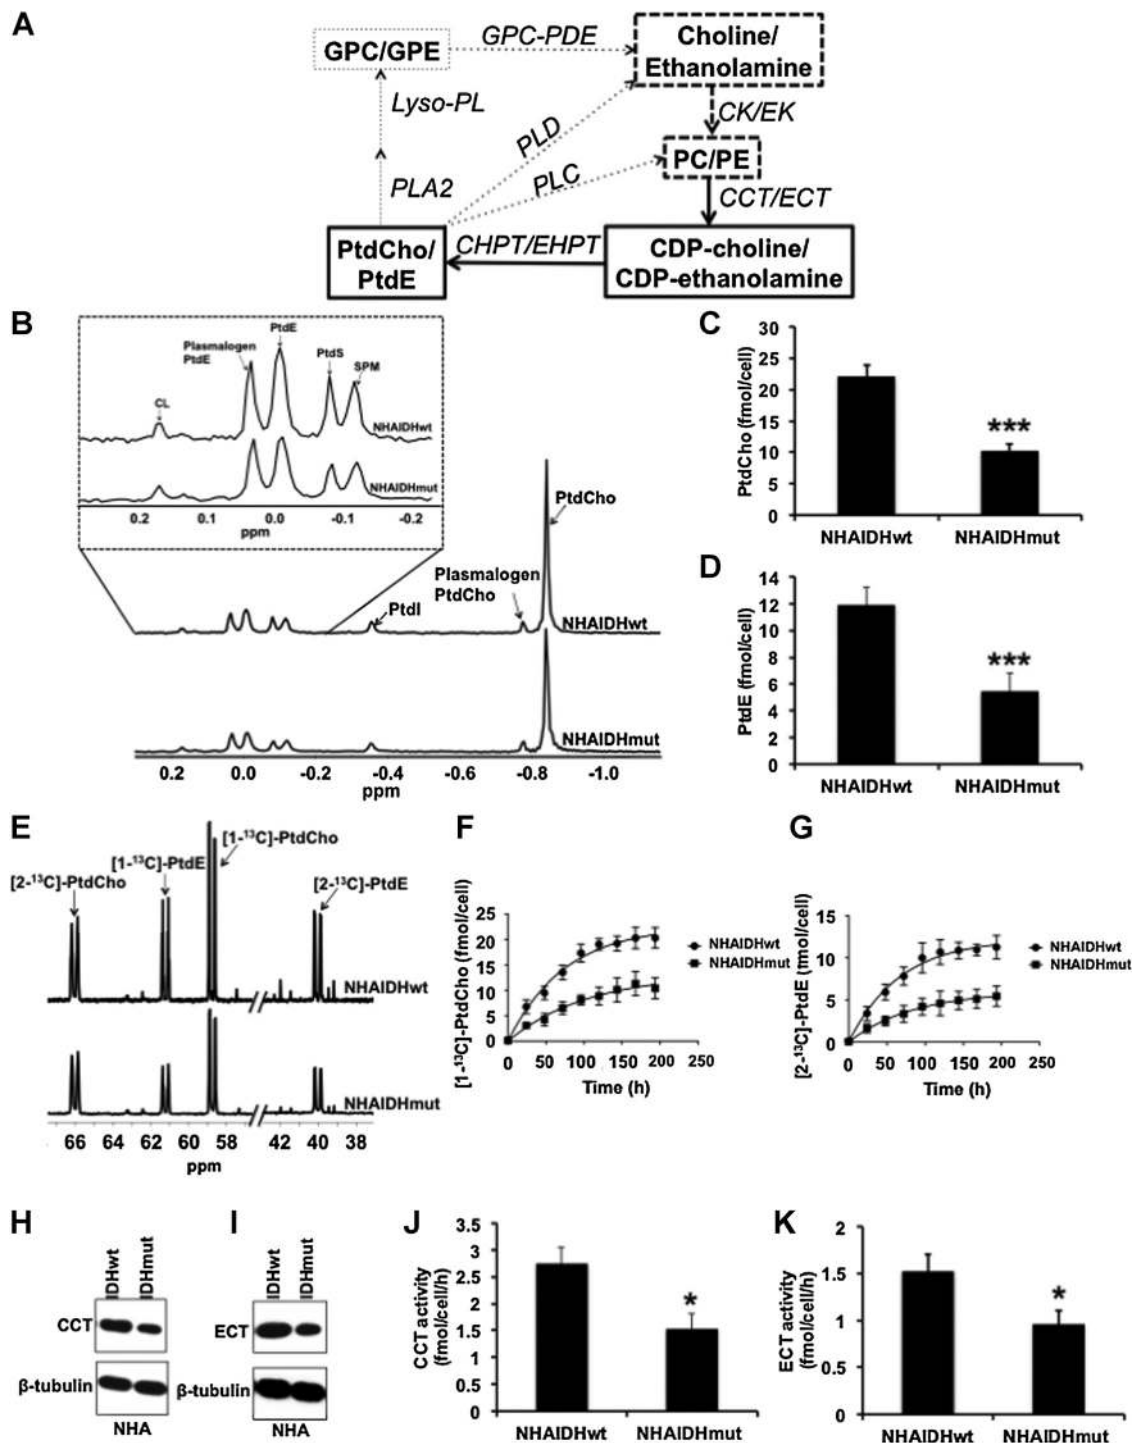 A
GPC/GPE
GPC-PDE
Choline/
Ethanolamine
Lyso-PL
CK/EK
PLD
PC/PE
PLA2
PLC
CCT/ECT
PtdCho/
PtdE
CHPT/EHPT
CDP-choline/
CDP-ethanolamine
B
PtdE
Plasmalogen
PtdE
PtdS
SPM
CL
NHAIDHwt
NHAIDHmut
0.2 0.1 0.0 -0.1 -0.2
ppm
PtdCho
Plasmalogen
PtdCho
PtdI
NHAIDHwt
NHAIDHmut
0.2 0.0 -0.2 -0.4 -0.6 -0.8 -1.0
ppm
C
PtdCho (fmol/cell)
30
25
20
15
10
5
0
***
NHAIDHwt NHAIDHmut
D
PtdE (fmol/cell)
14
12
10
8
6
4
2
0
***
NHAIDHwt NHAIDHmut
E
[1-¹³C]-PtdCho
[1-¹³C]-PtdE
[2-¹³C]-PtdCho
[2-¹³C]-PtdE
NHAIDHwt
NHAIDHmut
66 64 62 60 58 42 40 38
ppm
F
[1-¹³C]-PtdCho (fmol/cell)
25
20
15
10
5
0
NHAIDHwt
NHAIDHmut
0 50 100 150 200 250
Time (h)
G
[2-¹³C]-PtdE (fmol/cell)
15
10
5
0
NHAIDHwt
NHAIDHmut
0 50 100 150 200 250
Time (h)
H
IDHwt
IDHmut
CCT
β-tubulin
NHA
I
IDHwt
IDHmut
ECT
β-tubulin
NHA
J
CCT activity
(fmol/cell/h)
3.5
3
2.5
2
1.5
1
0.5
0
*
NHAIDHwt NHAIDHmut
K
ECT activity
(fmol/cell/h)
2
1.5
1
0.5
0
*
NHAIDHwt NHAIDHmut